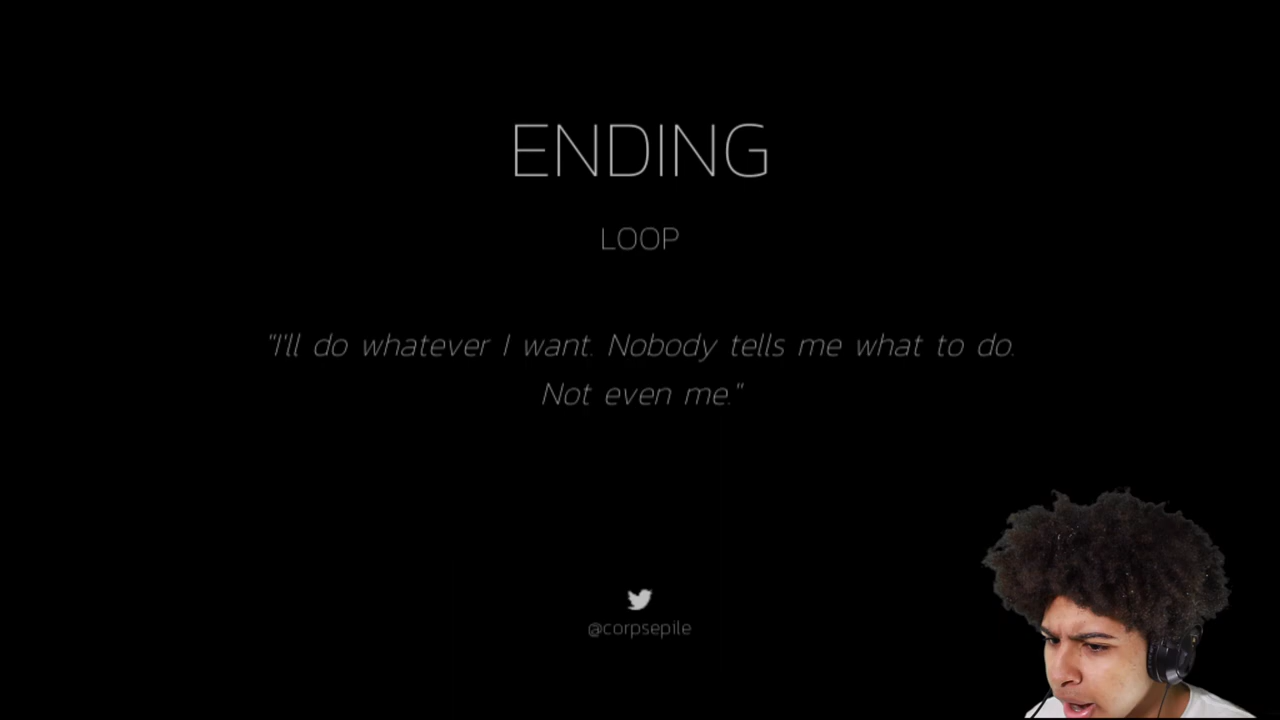 ENDING
LOOP
"I'll do whatever I want. Nobody tells me what to do.
Not even me."
@corpsepile